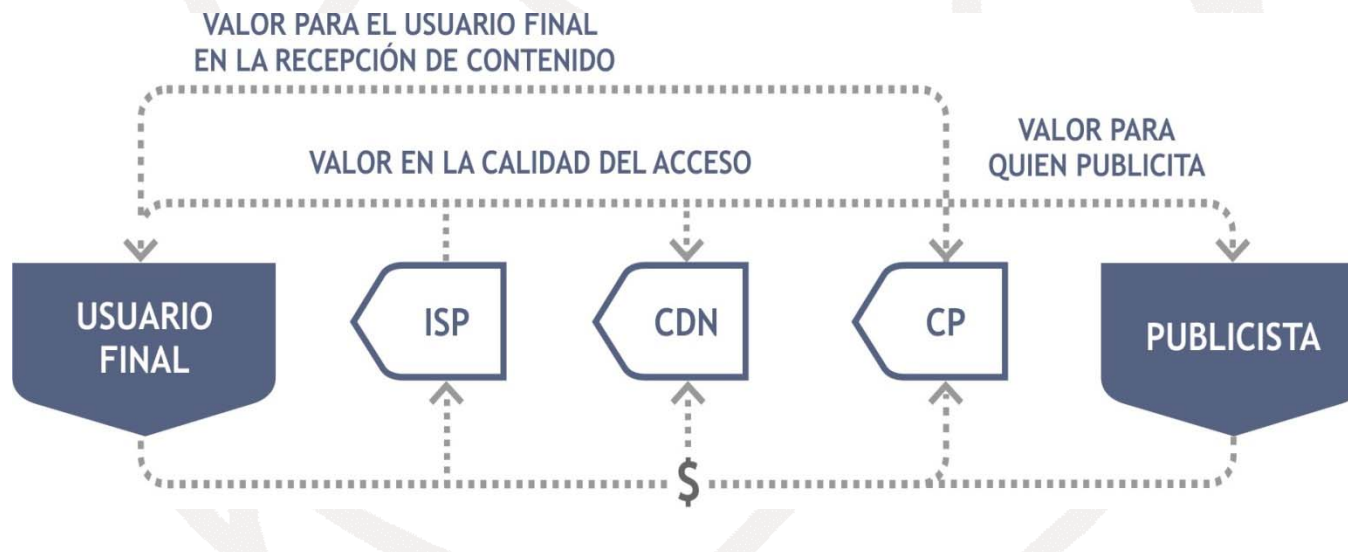 VALOR PARA EL USUARIO FINAL
EN LA RECEPCIÓN DE CONTENIDO
VALOR PARA
QUIEN PUBLICITA
VALOR EN LA CALIDAD DEL ACCESO
USUARIO
FINAL
ISP
CDN
CP
PUBLICISTA
$